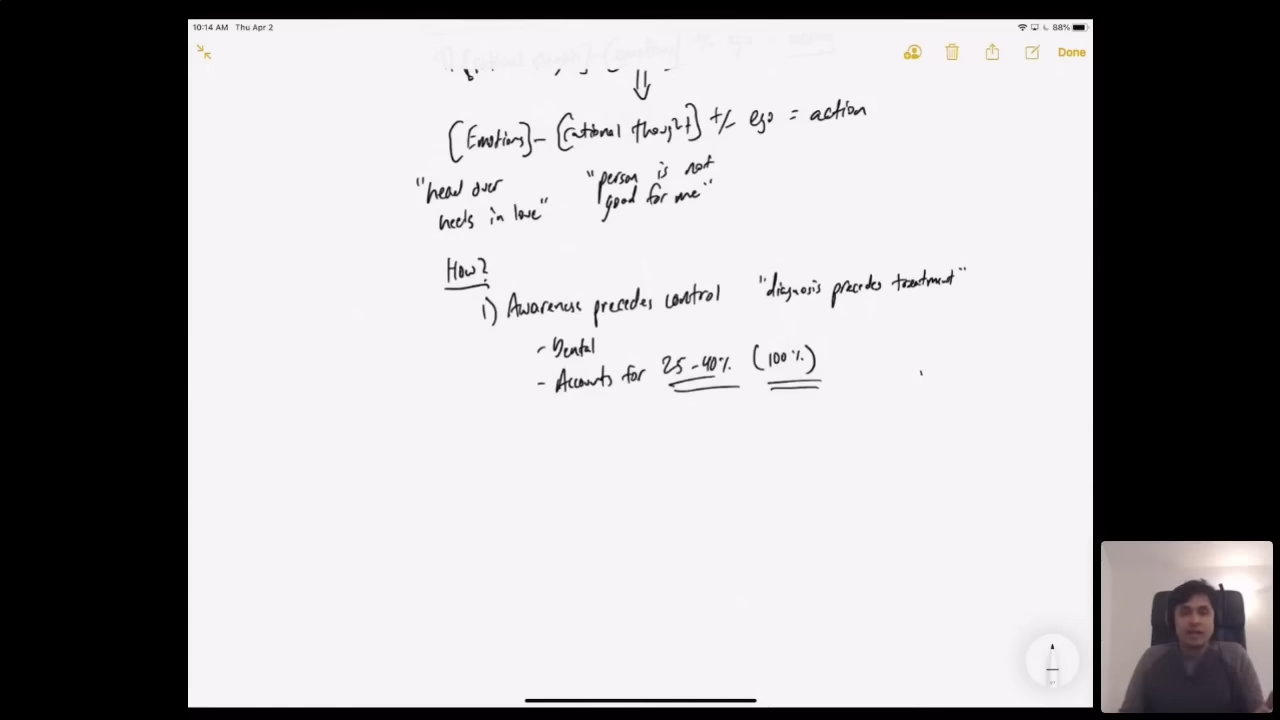 10:14 AM Thu Apr 2
88%
Done
[Emotions] - [rational thought] +/- ego = action
"head over
heels in love"
"person is not
good for me"
How?
1) Awareness precedes control "diagnosis precedes treatment"
- Dental
- Accounts for 25-40% (100%)